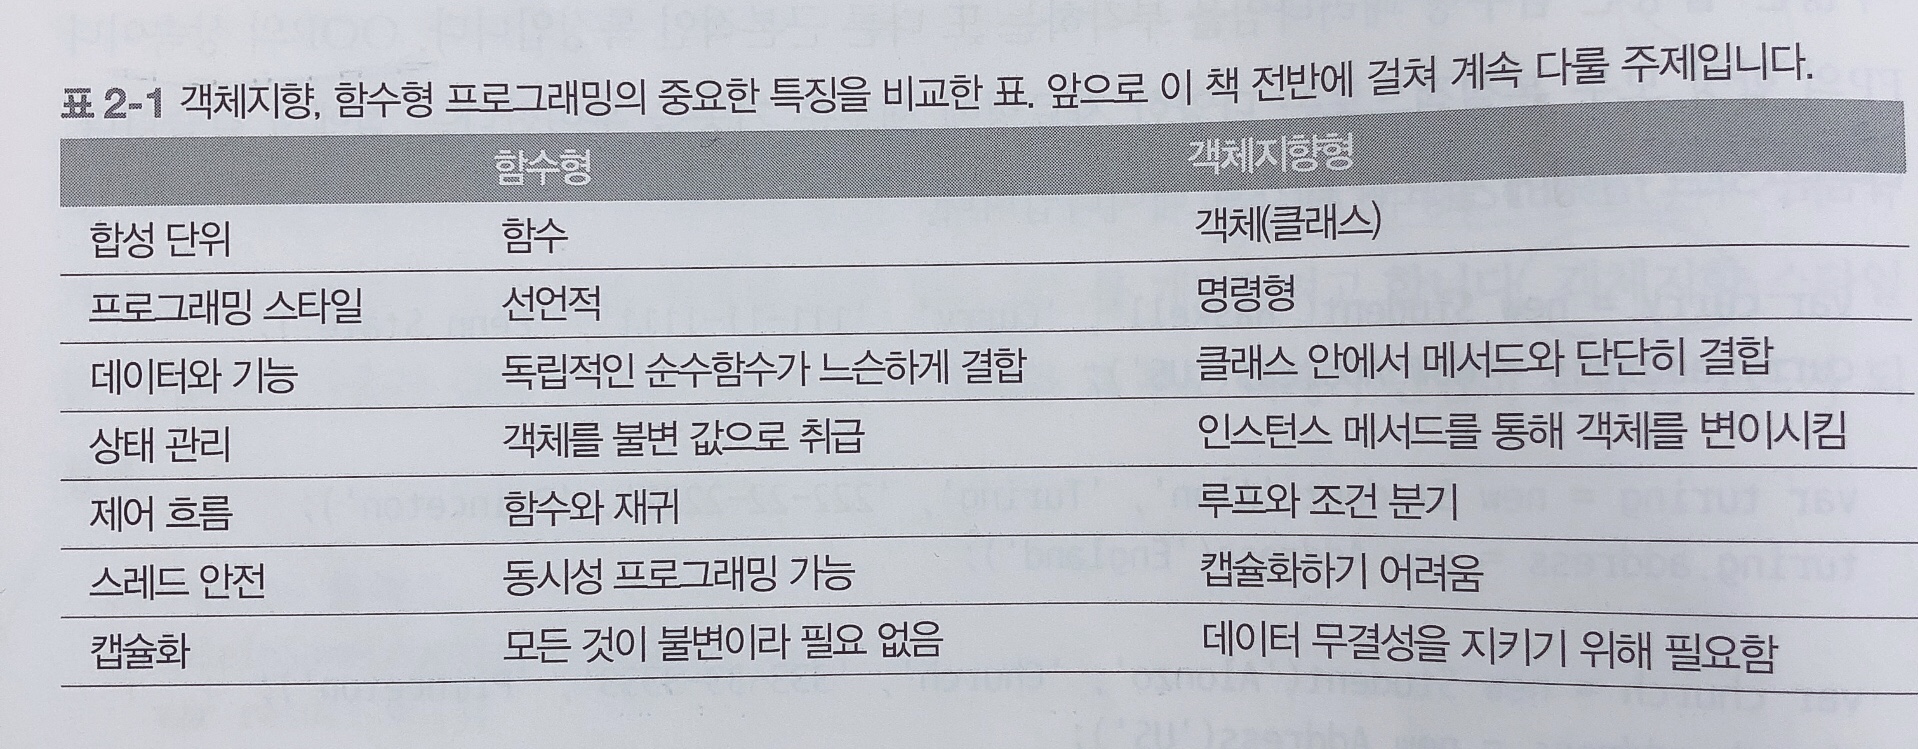 표 2-1 객체지향, 함수형 프로그래밍의 중요한 특징을 비교한 표. 앞으로 이 책 전반에 걸쳐 계속 다룰 주제입니다.
함수형 객체지향형
합성 단위 함수 객체(클래스)
프로그래밍 스타일 선언적 명령형
데이터와 기능 독립적인 순수함수가 느슨하게 결합 클래스 안에서 메서드와 단단히 결합
상태 관리 객체를 불변 값으로 취급 인스턴스 메서드를 통해 객체를 변이시킴
제어 흐름 함수와 재귀 루프와 조건 분기
스레드 안전 동시성 프로그래밍 가능 캡슐화하기 어려움
캡슐화 모든 것이 불변이라 필요 없음 데이터 무결성을 지키기 위해 필요함